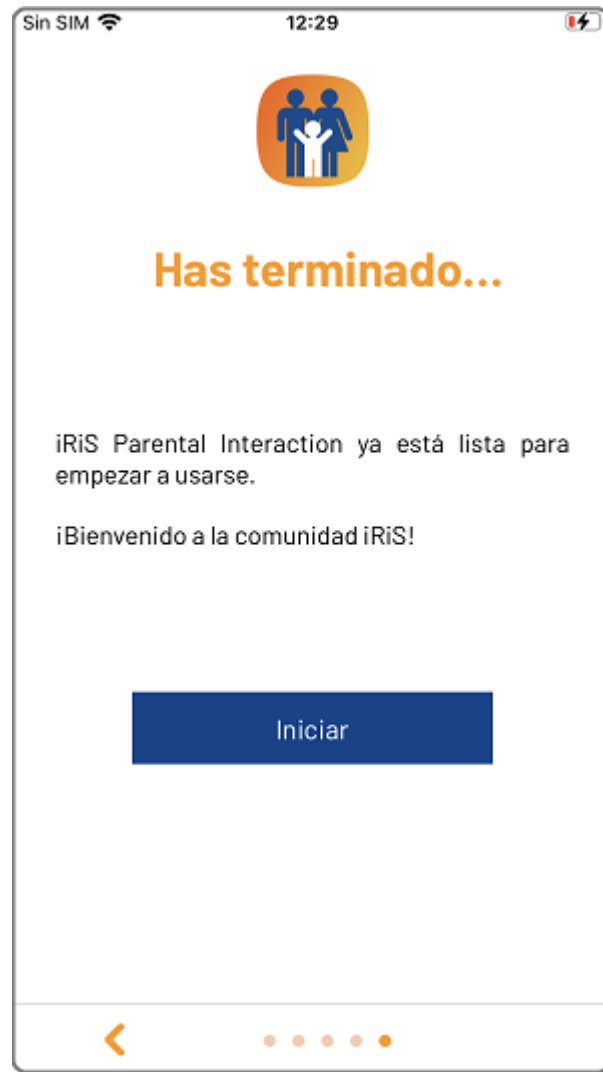 Sin SIM
12:29
Has terminado...
iRiS Parental Interaction ya está lista para
empezar a usarse.
¡Bienvenido a la comunidad iRiS!
Iniciar